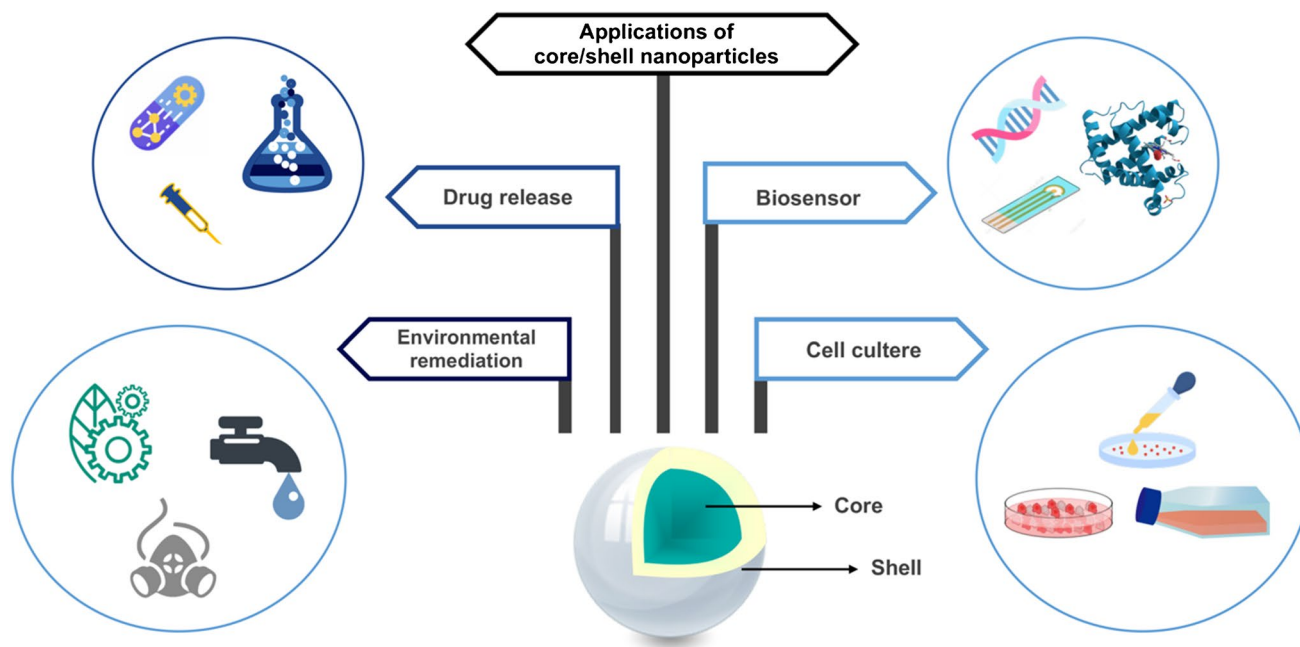 Applications of
core/shell nanoparticles
Drug release
Biosensor
Environmental
remediation
Cell cultere
Core
Shell